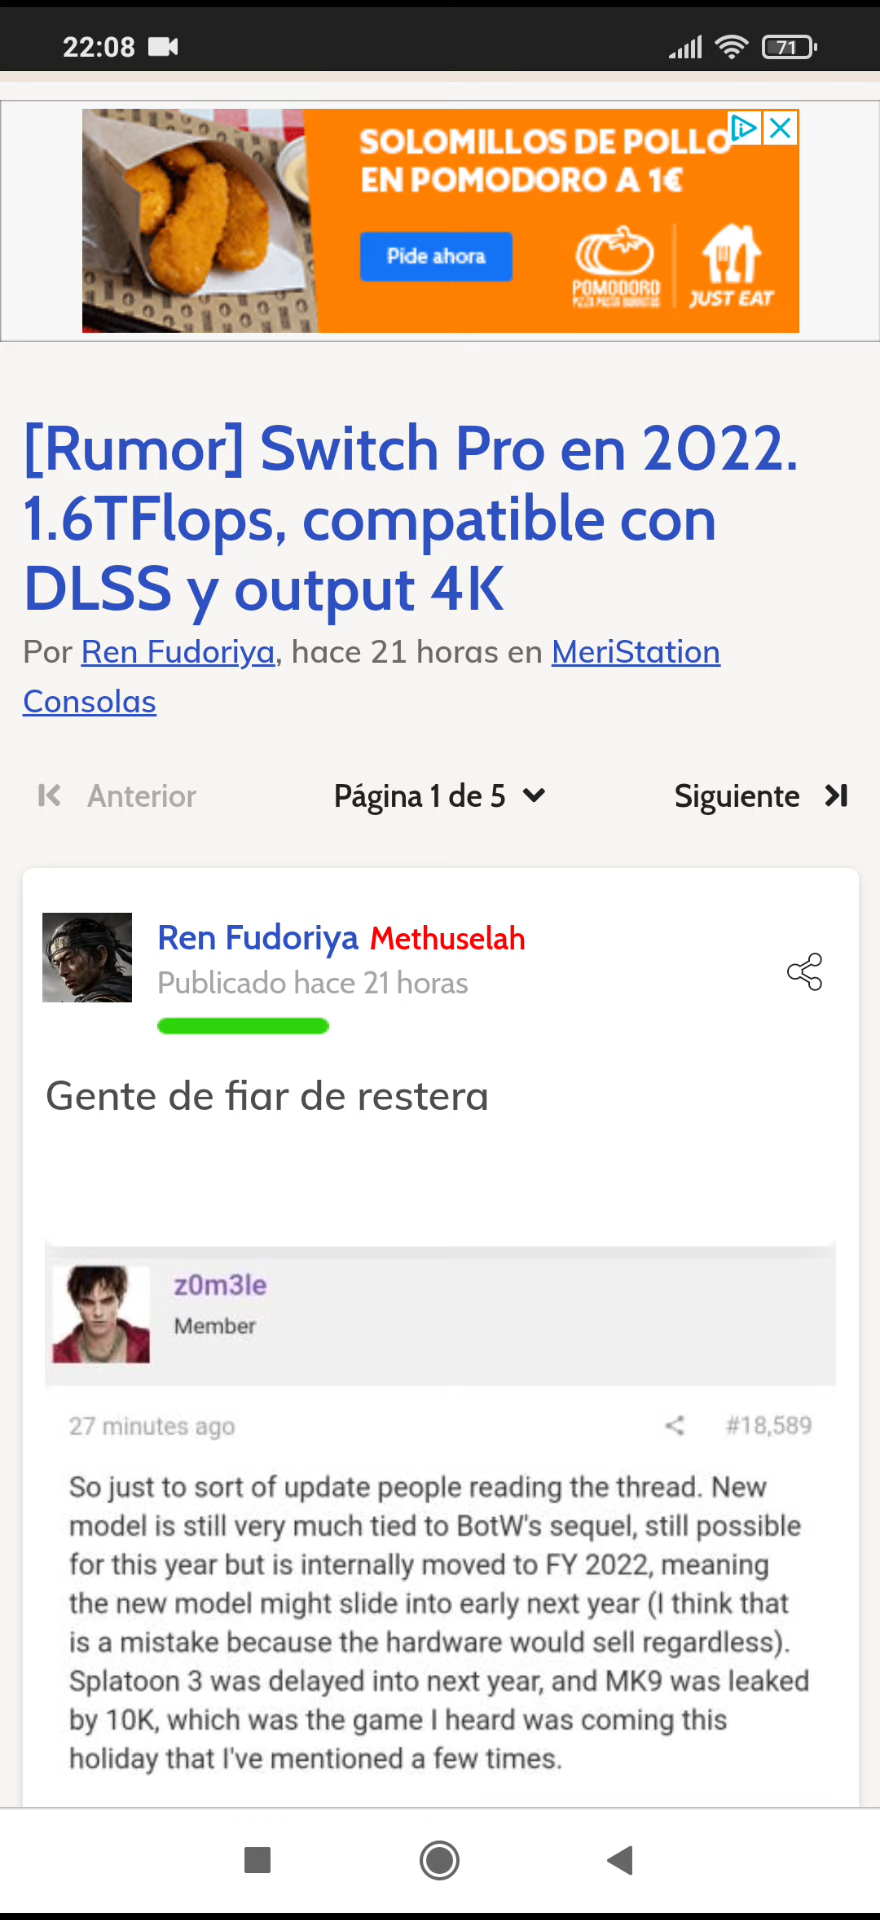 22:08
71
SOLOMILLOS DE POLLO
EN POMODORO A 1€
Pide ahora
POMODORO
PIZZA PASTA BURRITOS
JUST EAT
[Rumor] Switch Pro en 2022.
1.6TFlops, compatible con
DLSS y output 4K
Por Ren Fudoriya, hace 21 horas en MeriStation
Consolas
Anterior
Página 1 de 5
Siguiente
Ren Fudoriya Methuselah
Publicado hace 21 horas
Gente de fiar de restera
z0m3le
Member
27 minutes ago
#18,589
So just to sort of update people reading the thread. New
model is still very much tied to BotW's sequel, still possible
for this year but is internally moved to FY 2022, meaning
the new model might slide into early next year (I think that
is a mistake because the hardware would sell regardless).
Splatoon 3 was delayed into next year, and MK9 was leaked
by 10K, which was the game I heard was coming this
holiday that I've mentioned a few times.